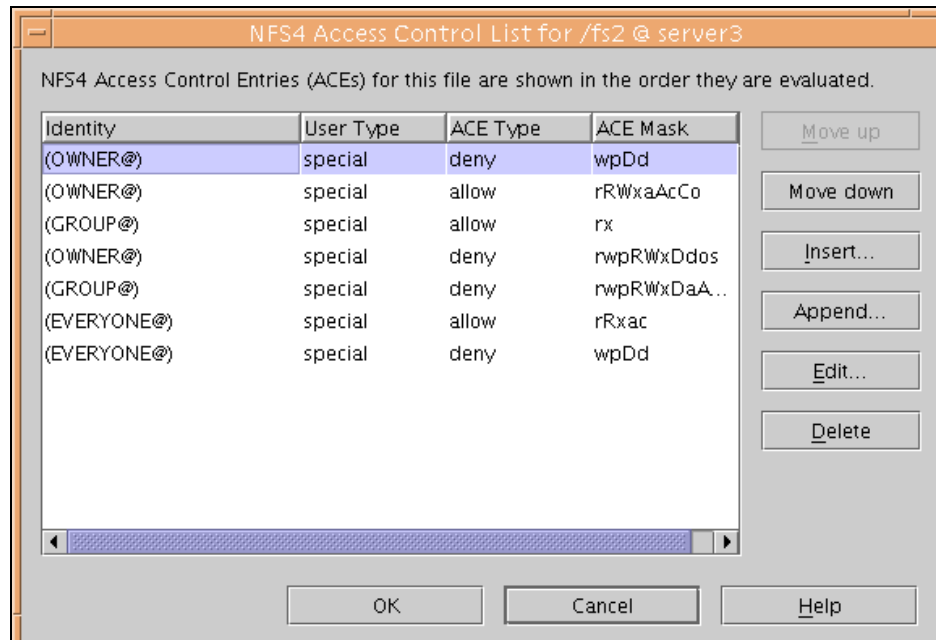 NFS4 Access Control List for /fs2 @ server3
NFS4 Access Control Entries (ACEs) for this file are shown in the order they are evaluated.
Identity User Type ACE Type ACE Mask
(OWNER@) special deny wpDd
(OWNER@) special allow rRWxaAcCo
(GROUP@) special allow rx
(OWNER@) special deny rwpRWxDdos
(GROUP@) special deny rwpRWxDaA...
(EVERYONE@) special allow rRxac
(EVERYONE@) special deny wpDd
Move up
Move down
Insert...
Append...
Edit...
Delete
OK Cancel Help